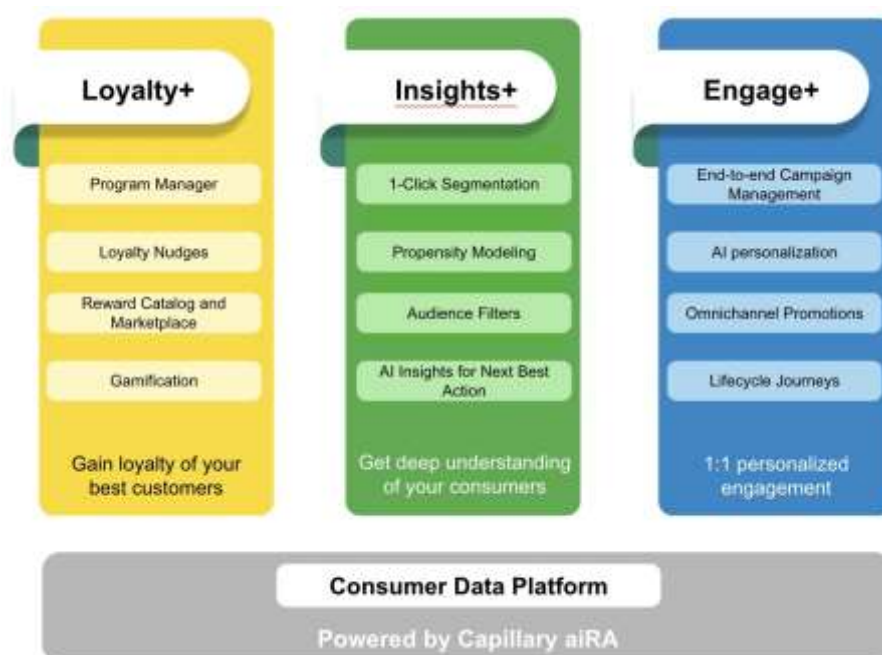 Loyalty+
Program Manager
Loyalty Nudges
Reward Catalog and
Marketplace
Gamification
Gain loyalty of your
best customers
Insights+
1-Click Segmentation
Propensity Modeling
Audience Filters
AI Insights for Next Best
Action
Get deep understanding
of your consumers
Engage+
End-to-end Campaign
Management
AI personalization
Omnichannel Promotions
Lifecycle Journeys
1:1 personalized
engagement
Consumer Data Platform
Powered by Capillary aiRA